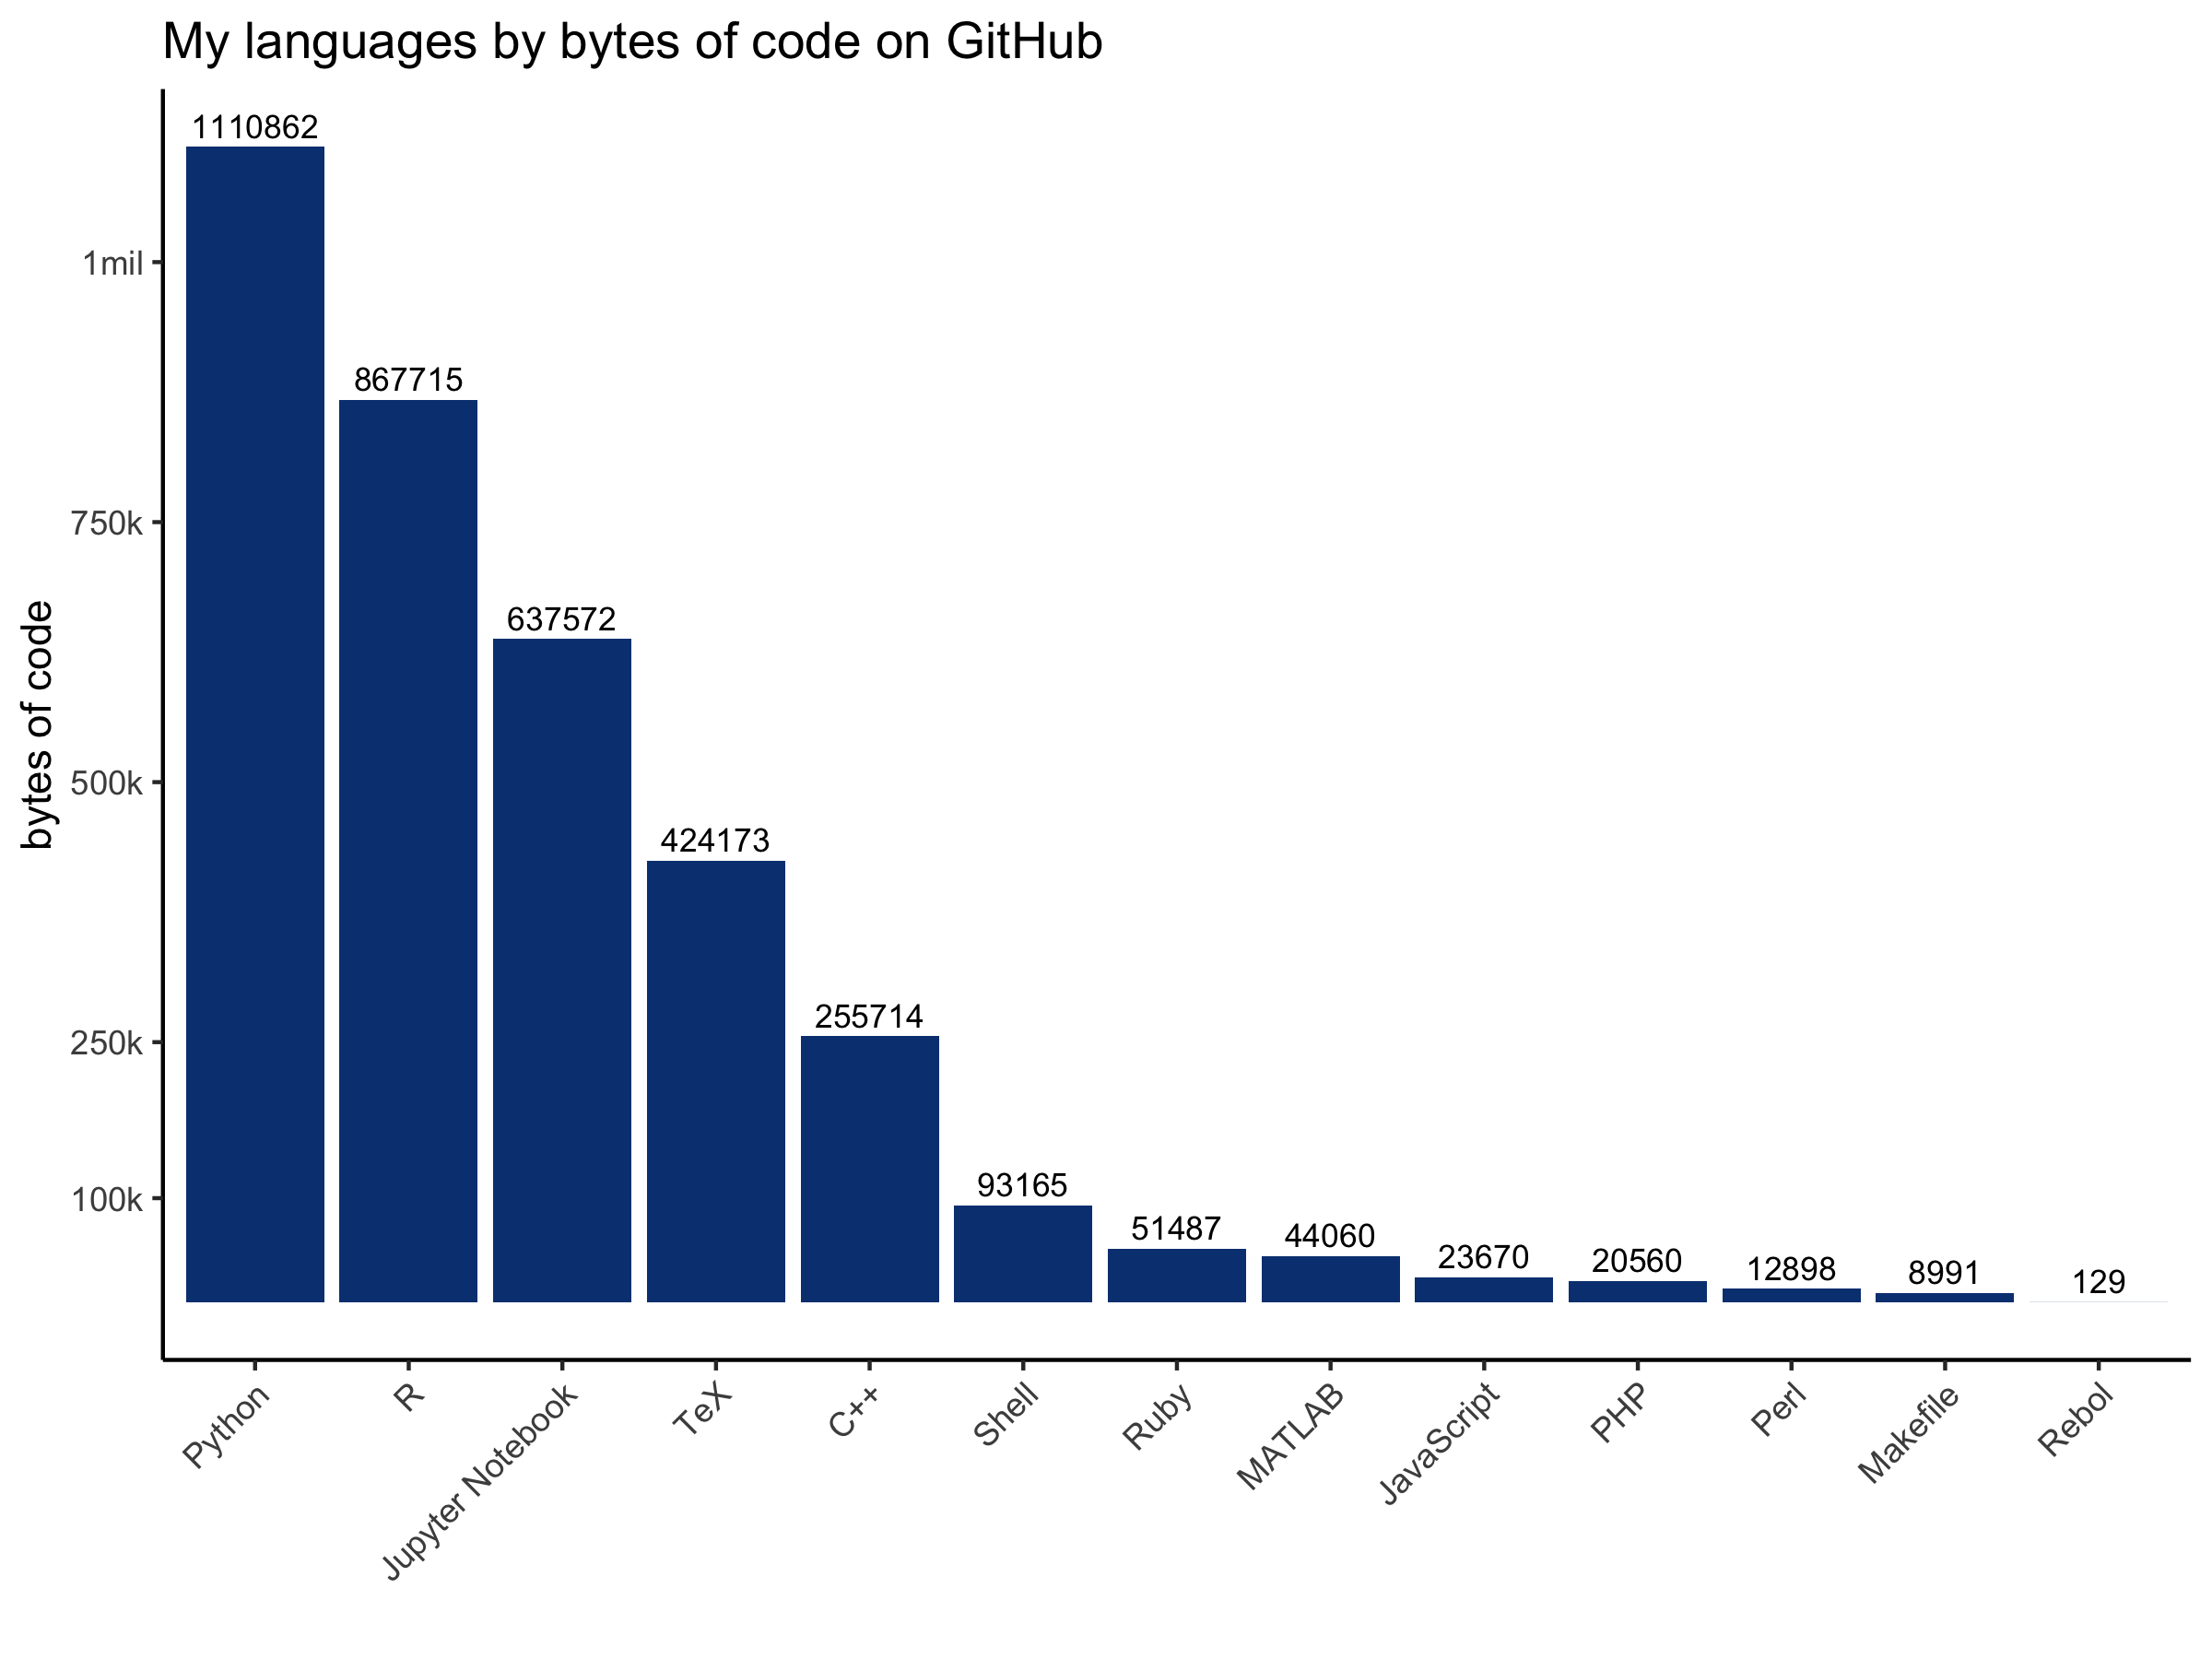 My languages by bytes of code on GitHub
bytes of code
1mil
750k
500k
250k
100k
1110862
867715
637572
424173
255714
93165
51487
44060
23670
20560
12898
8991
129
Python
R
Jupyter Notebook
TeX
C++
Shell
Ruby
MATLAB
JavaScript
PHP
Perl
Makefile
Rebol